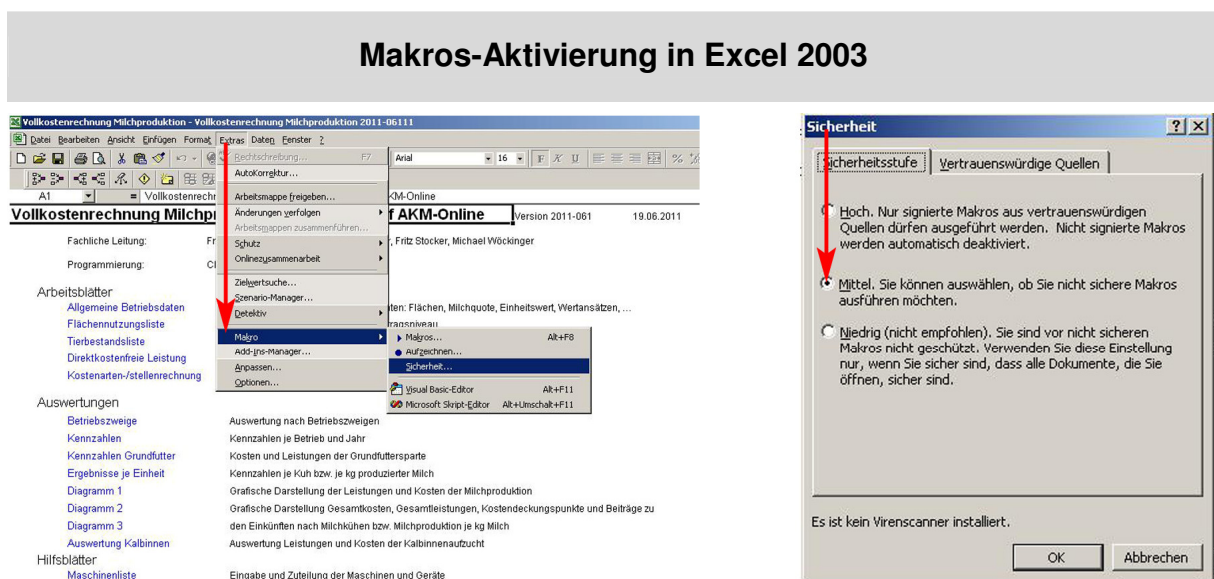 Makros-Aktivierung in Excel 2003
Vollkostenrechnung Milchproduktion - Vollkostenrechnung Milchproduktion 2011-06111
Datei Bearbeiten Ansicht Einfügen Format Extras Daten Fenster ?
Arial 16 F K U %
A1 = Vollkostenrechn KM-Online
Vollkostenrechnung Milchpr f AKM-Online Version 2011-061 19.06.2011
Fachliche Leitung: Fr , Fritz Stocker, Michael Wöckinger
Programmierung:
Arbeitsblätter
Allgemeine Betriebsdaten ten: Flächen, Milchquote, Einheitswert, Wertansätzen, ...
Flächennutzungsliste tragsniveau
Tierbestandsliste
Direktkostenfreie Leistung
Kostenarten-/stellenrechnung
Auswertungen
Betriebszweige Auswertung nach Betriebszweigen
Kennzahlen Kennzahlen je Betrieb und Jahr
Kennzahlen Grundfutter Kosten und Leistungen der Grundfuttersparte
Ergebnisse je Einheit Kennzahlen je Kuh bzw. je kg produzierter Milch
Diagramm 1 Grafische Darstellung der Leistungen und Kosten der Milchproduktion
Diagramm 2 Grafische Darstellung Gesamtkosten, Gesamtleistungen, Kostendeckungspunkte und Beiträge zu
Diagramm 3 den Einkünften nach Milchkühen bzw. Milchproduktion je kg Milch
Auswertung Kalbinnen Auswertung Leistungen und Kosten der Kalbinnenaufzucht
Hilfsblätter
Maschinenliste Eingabe und Zuteilung der Maschinen und Geräte
Rechtschreibung... F7
AutoKorrektur...
Arbeitsmappe freigeben...
Änderungen verfolgen
Arbeitsmappen zusammenführen...
Schutz
Onlinezusammenarbeit
Zielwertsuche...
Szenario-Manager...
Detektiv
Makro
Add-Ins-Manager...
Anpassen...
Optionen...
Makros... Alt+F8
Aufzeichnen...
Sicherheit...
Visual Basic-Editor Alt+F11
Microsoft Skript-Editor Alt+Umschalt+F11
Sicherheit
Sicherheitsstufe Vertrauenswürdige Quellen
Hoch. Nur signierte Makros aus vertrauenswürdigen
Quellen dürfen ausgeführt werden. Nicht signierte Makros
werden automatisch deaktiviert.
Mittel. Sie können auswählen, ob Sie nicht sichere Makros
ausführen möchten.
Niedrig (nicht empfohlen). Sie sind vor nicht sicheren
Makros nicht geschützt. Verwenden Sie diese Einstellung
nur, wenn Sie sicher sind, dass alle Dokumente, die Sie
öffnen, sicher sind.
Es ist kein Virenscanner installiert.
OK Abbrechen